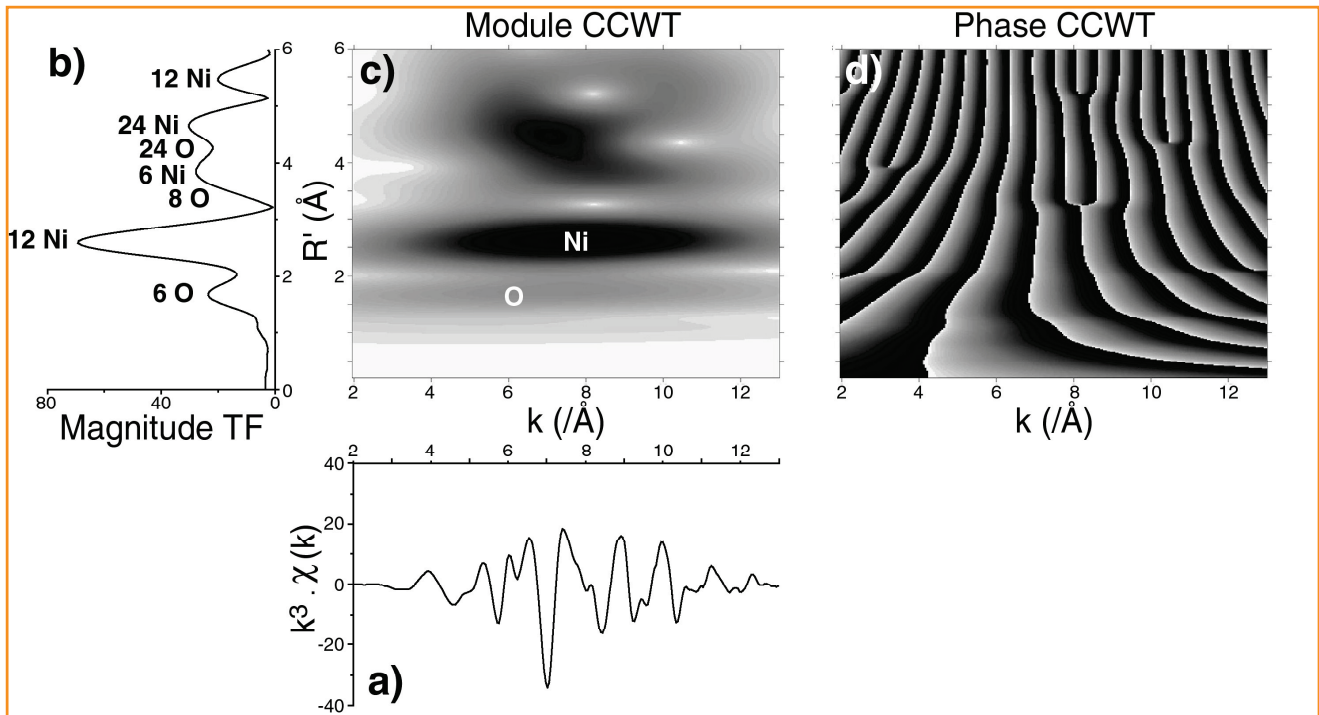 Module CCWT
Phase CCWT
b)
c)
d)
12 Ni
24 Ni
24 O
6 Ni
8 O
12 Ni
6 O
6
4
2
0
80 40 0
Magnitude TF
R' (Å)
6
4
2
Ni
O
2 4 6 8 10 12
k (/Å)
2 4 6 8 10 12
k (/Å)
2 4 6 8 10 12
40
20
0
-20
-40
k³ . χ (k)
a)